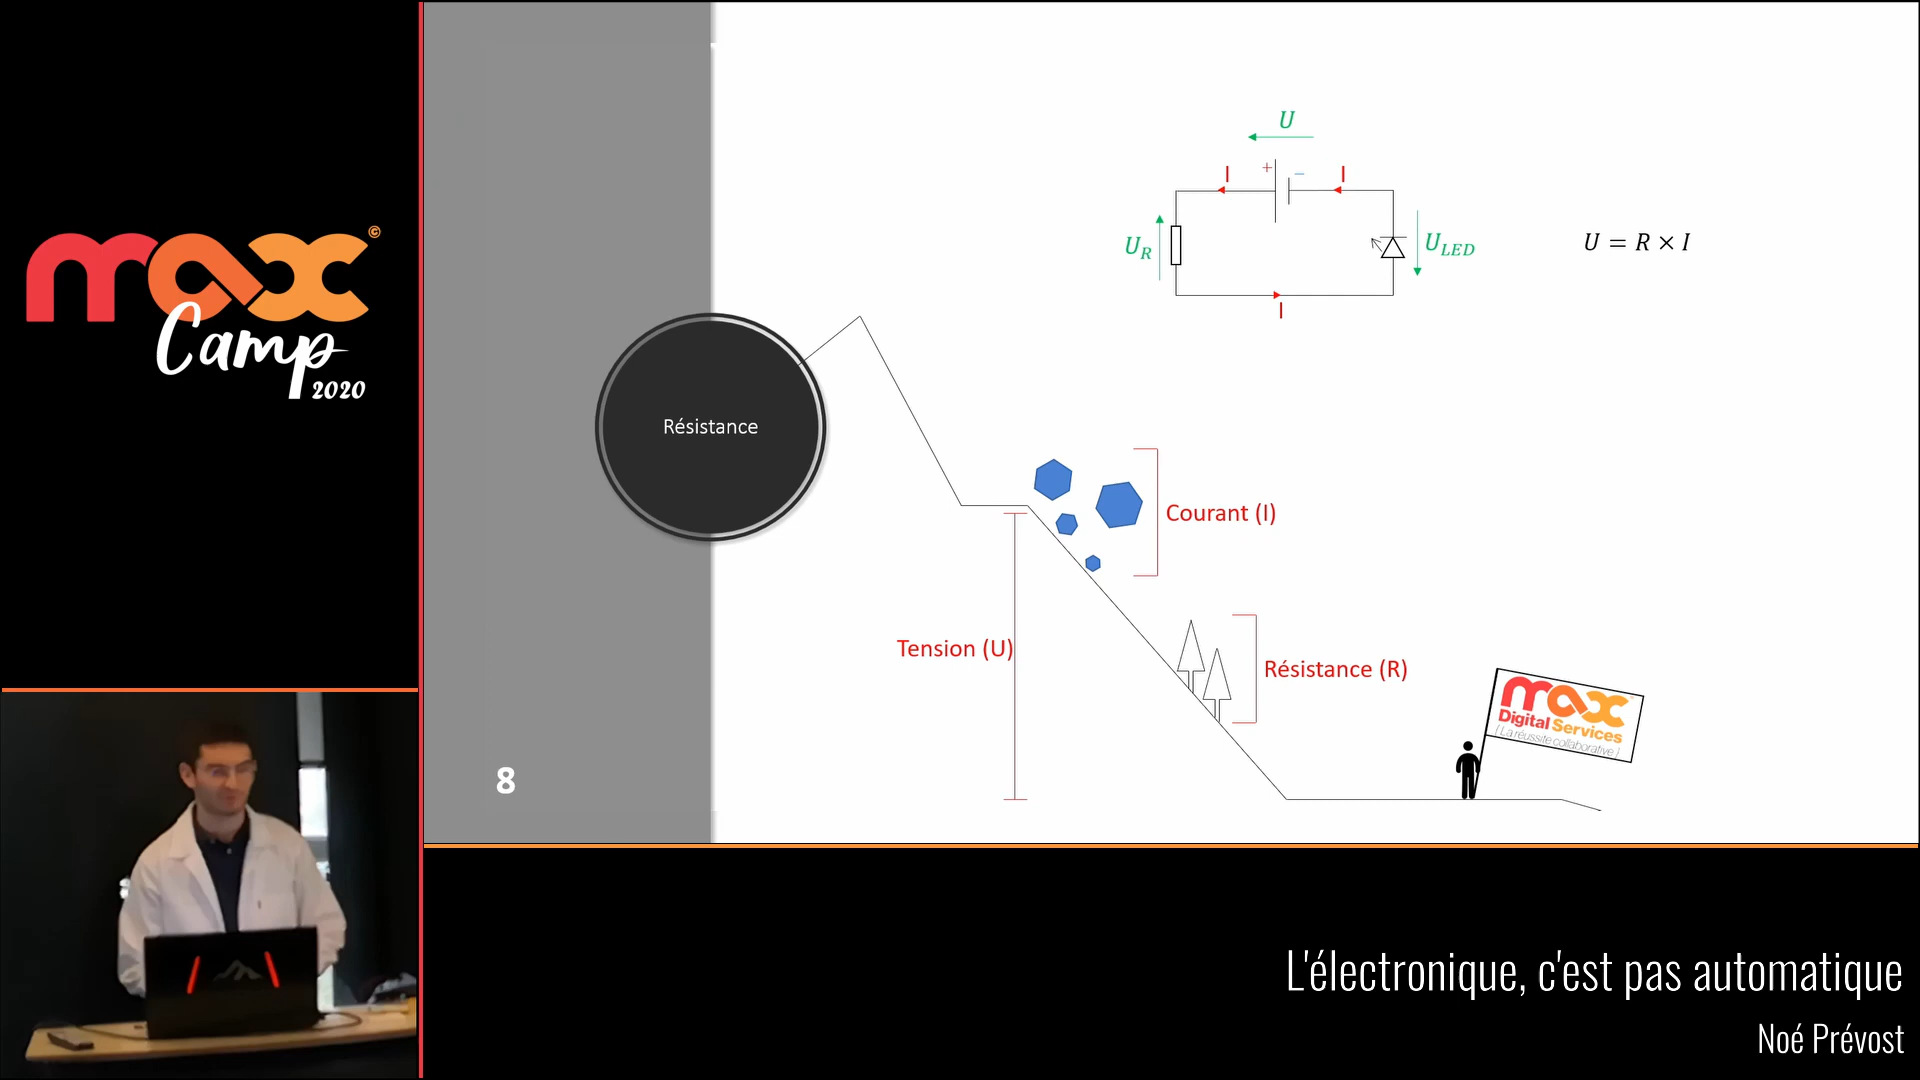 max©
Camp
2020
Résistance
8
U
I
+
−
I
U_R
U_LED
I
U = R × I
Courant (I)
Tension (U)
Résistance (R)
max
Digital Services
( La réussite collaborative )
L'électronique, c'est pas automatique
Noé Prévost